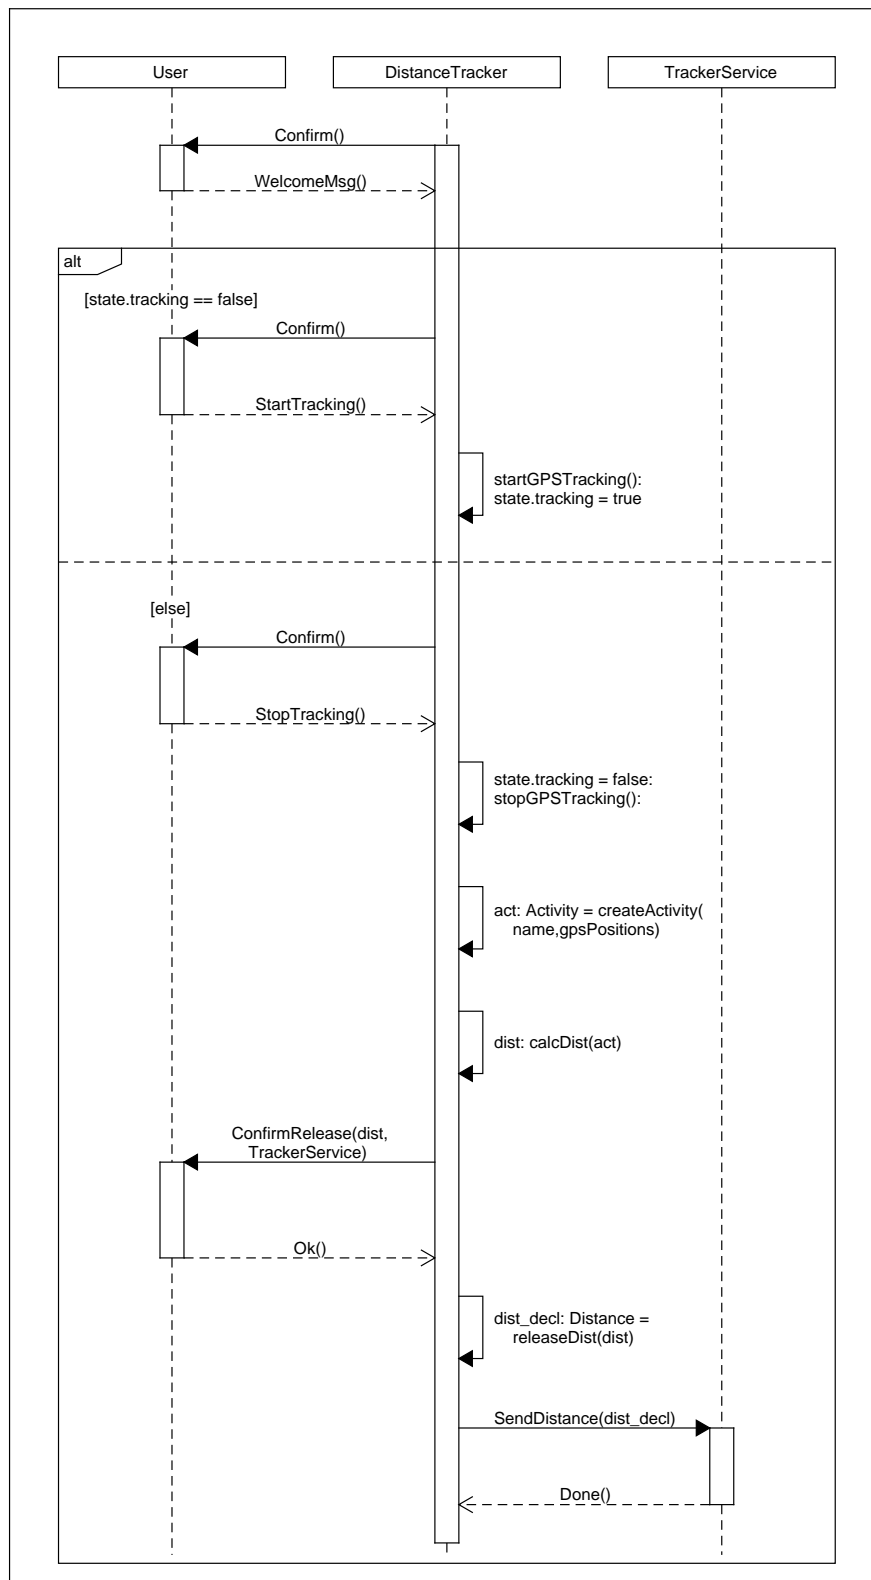 User
DistanceTracker
TrackerService
Confirm()
WelcomeMsg()
alt
[state.tracking == false]
Confirm()
StartTracking()
startGPSTracking():
state.tracking = true
[else]
Confirm()
StopTracking()
state.tracking = false:
stopGPSTracking():
act: Activity = createActivity(
name,gpsPositions)
dist: calcDist(act)
ConfirmRelease(dist,
TrackerService)
Ok()
dist_decl: Distance =
releaseDist(dist)
SendDistance(dist_decl)
Done()